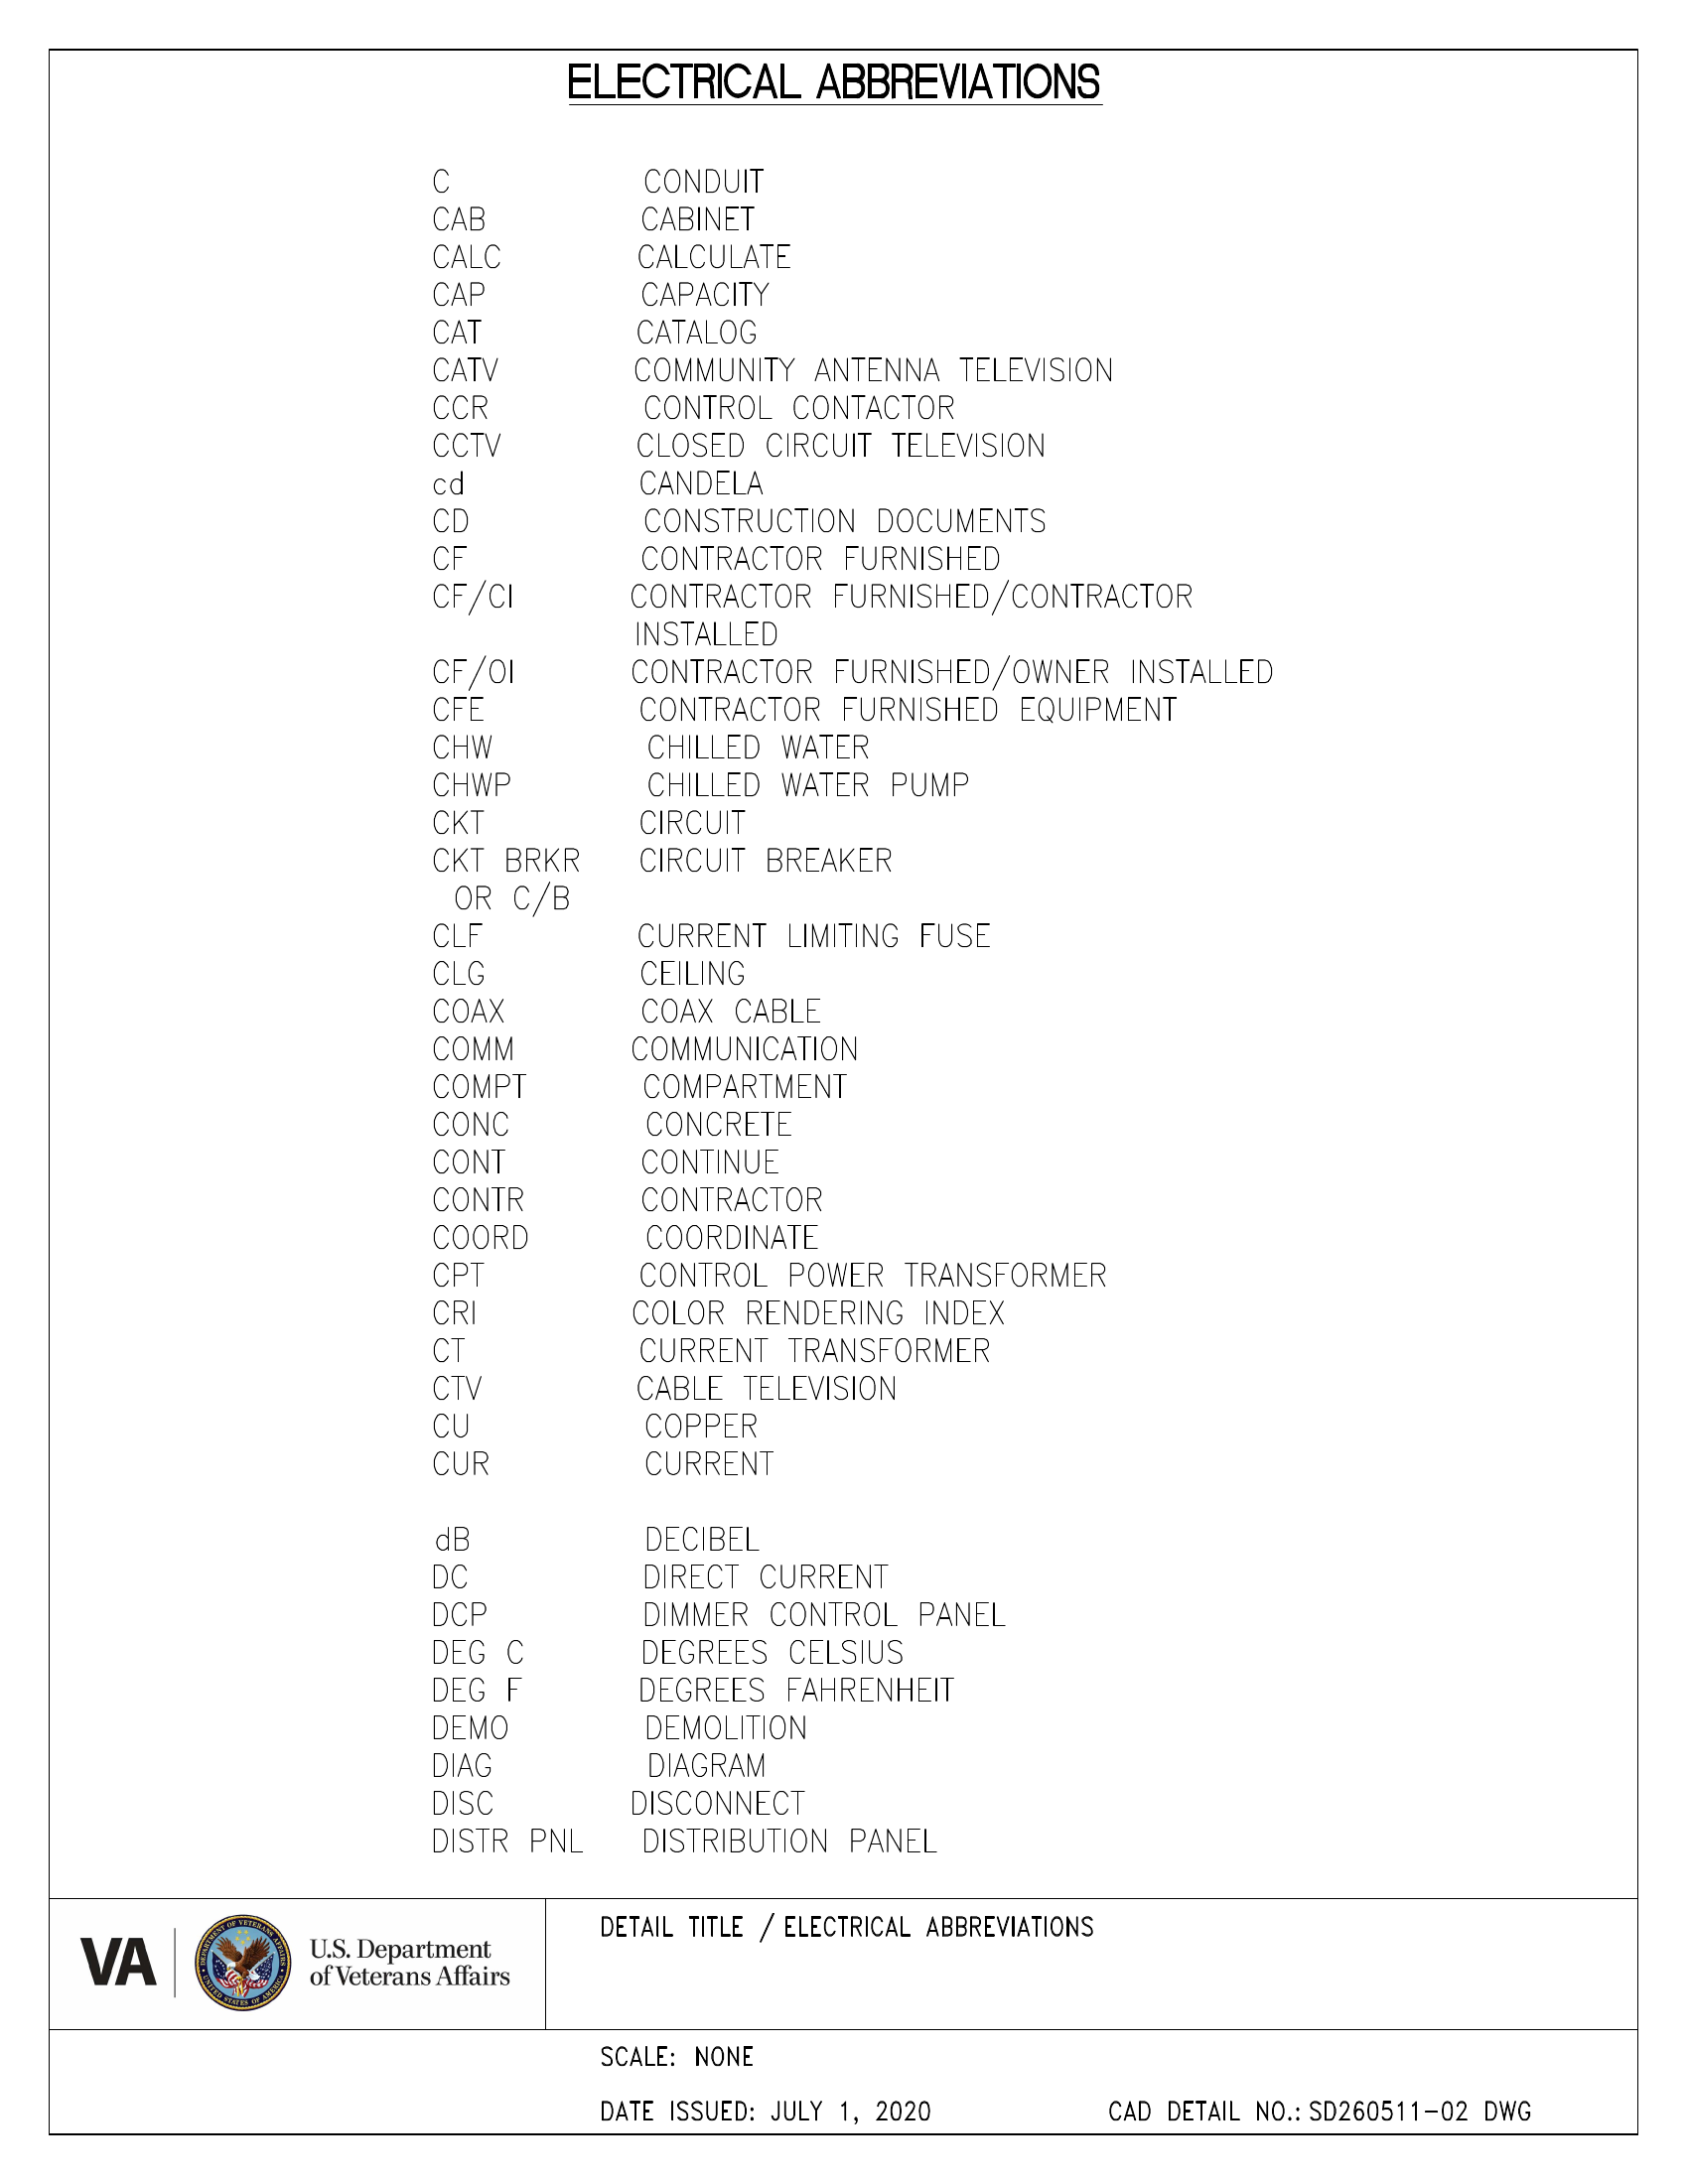 ELECTRICAL ABBREVIATIONS
C CONDUIT
CAB CABINET
CALC CALCULATE
CAP CAPACITY
CAT CATALOG
CATV COMMUNITY ANTENNA TELEVISION
CCR CONTROL CONTACTOR
CCTV CLOSED CIRCUIT TELEVISION
cd CANDELA
CD CONSTRUCTION DOCUMENTS
CF CONTRACTOR FURNISHED
CF/CI CONTRACTOR FURNISHED/CONTRACTOR
INSTALLED
CF/OI CONTRACTOR FURNISHED/OWNER INSTALLED
CFE CONTRACTOR FURNISHED EQUIPMENT
CHW CHILLED WATER
CHWP CHILLED WATER PUMP
CKT CIRCUIT
CKT BRKR CIRCUIT BREAKER
OR C/B
CLF CURRENT LIMITING FUSE
CLG CEILING
COAX COAX CABLE
COMM COMMUNICATION
COMPT COMPARTMENT
CONC CONCRETE
CONT CONTINUE
CONTR CONTRACTOR
COORD COORDINATE
CPT CONTROL POWER TRANSFORMER
CRI COLOR RENDERING INDEX
CT CURRENT TRANSFORMER
CTV CABLE TELEVISION
CU COPPER
CUR CURRENT
dB DECIBEL
DC DIRECT CURRENT
DCP DIMMER CONTROL PANEL
DEG C DEGREES CELSIUS
DEG F DEGREES FAHRENHEIT
DEMO DEMOLITION
DIAG DIAGRAM
DISC DISCONNECT
DISTR PNL DISTRIBUTION PANEL
VA
DEPARTMENT OF VETERANS AFFAIRS
UNITED STATES OF AMERICA
U.S. Department
of Veterans Affairs
DETAIL TITLE / ELECTRICAL ABBREVIATIONS
SCALE: NONE
DATE ISSUED: JULY 1, 2020 CAD DETAIL NO.: SD260511-02 DWG